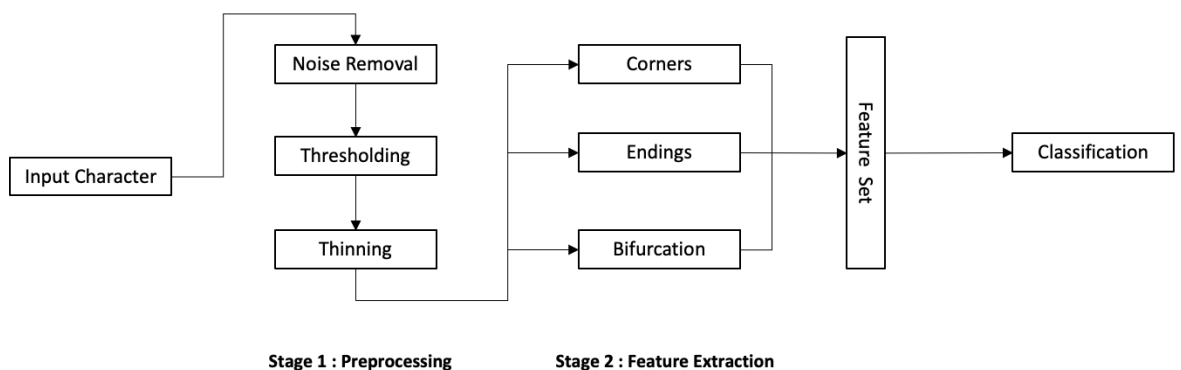 Input Character
Noise Removal
Thresholding
Thinning
Corners
Endings
Bifurcation
Feature Set
Classification
Stage 1 : Preprocessing
Stage 2 : Feature Extraction